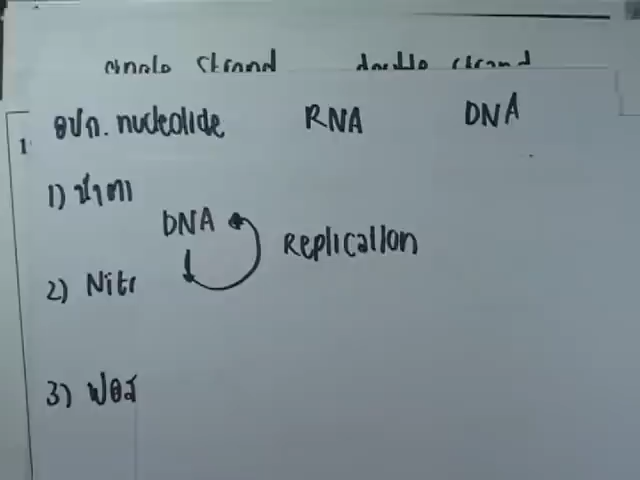 single strand double strand
องค์ป. nucleotide RNA DNA
1
1) น้ำตา
DNA Replication
2) Nitr
3) ฟอส